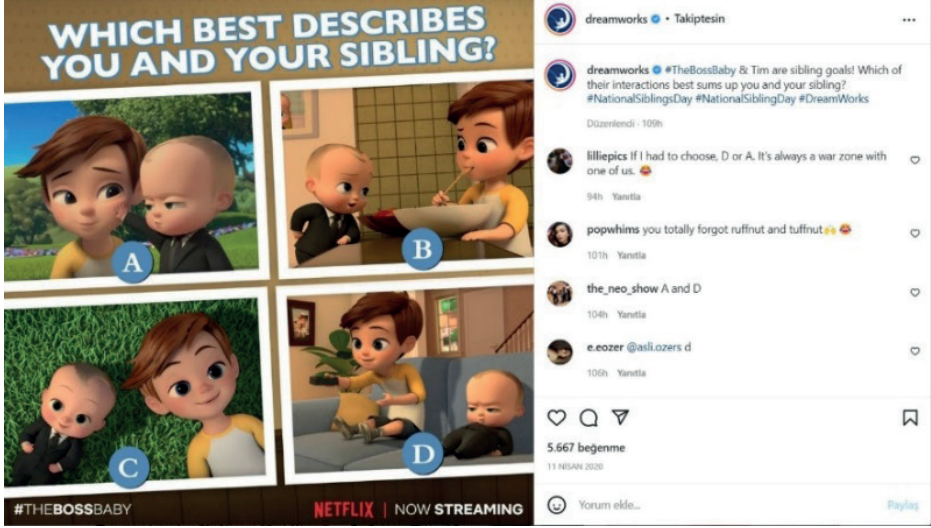 WHICH BEST DESCRIBES
YOU AND YOUR SIBLING?
A
B
C
D
#THEBOSSBABY
NETFLIX | NOW STREAMING
dreamworks • Takiptesin
dreamworks #TheBossBaby & Tim are sibling goals! Which of
their interactions best sums up you and your sibling?
#NationalSiblingsDay #NationalSiblingDay #DreamWorks
Düzenlendi · 109h
lilliepics If I had to choose, D or A. It's always a war zone with
one of us. 😂
94h Yanıtla
popwhims you totally forgot ruffnut and tuffnut🙌 😂
101h Yanıtla
the_neo_show A and D
104h Yanıtla
e.eozer @asli.ozers d
106h Yanıtla
5.667 beğenme
11 NİSAN 2020
Yorum ekle...
Paylaş